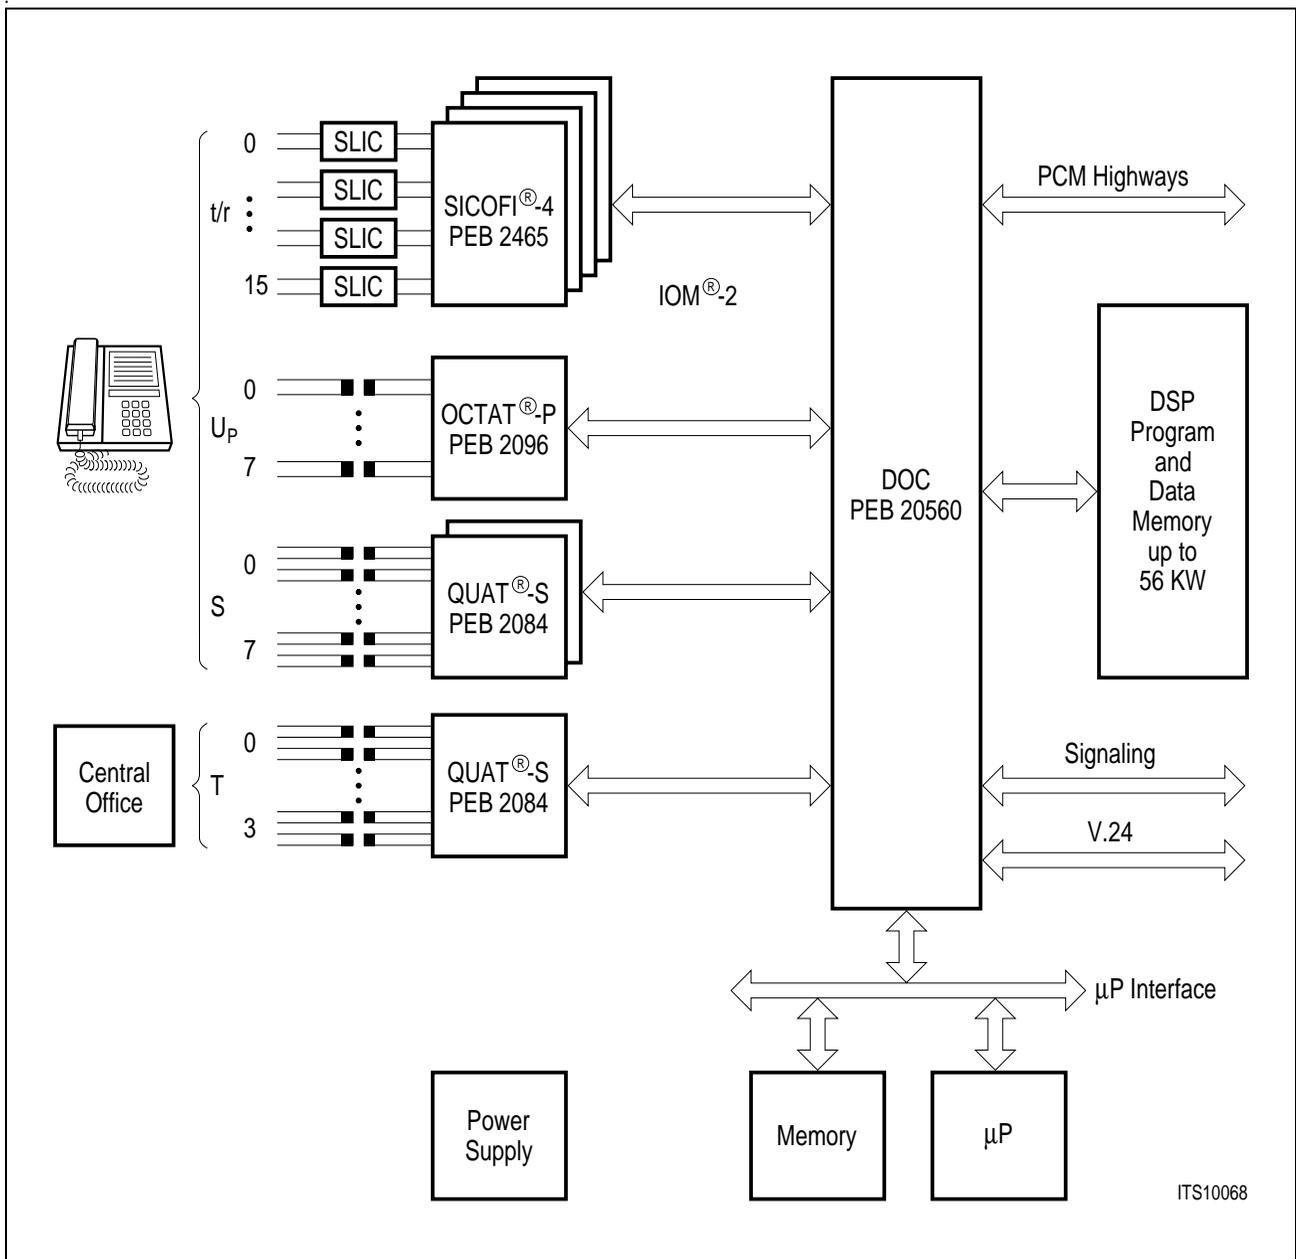 0
t/r
15
SLIC
SLIC
SLIC
SLIC
SICOFI®-4
PEB 2465
IOM®-2
PCM Highways
0
UP
7
OCTAT®-P
PEB 2096
DOC
PEB 20560
DSP
Program
and
Data
Memory
up to
56 KW
0
S
7
QUAT®-S
PEB 2084
Central
Office
0
T
3
QUAT®-S
PEB 2084
Signaling
V.24
µP Interface
Power
Supply
Memory
µP
ITS10068